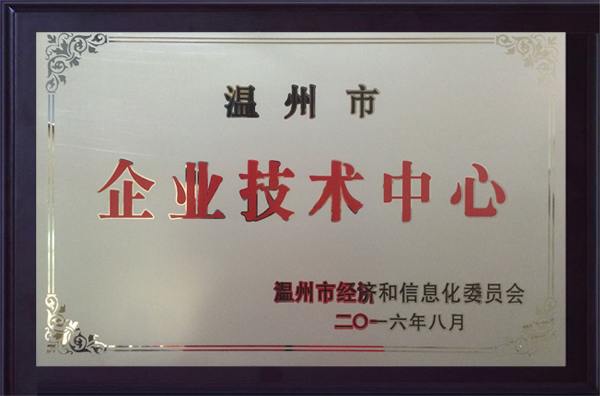 温州市
企业技术中心
温州市经济和信息化委员会
二〇一六年八月